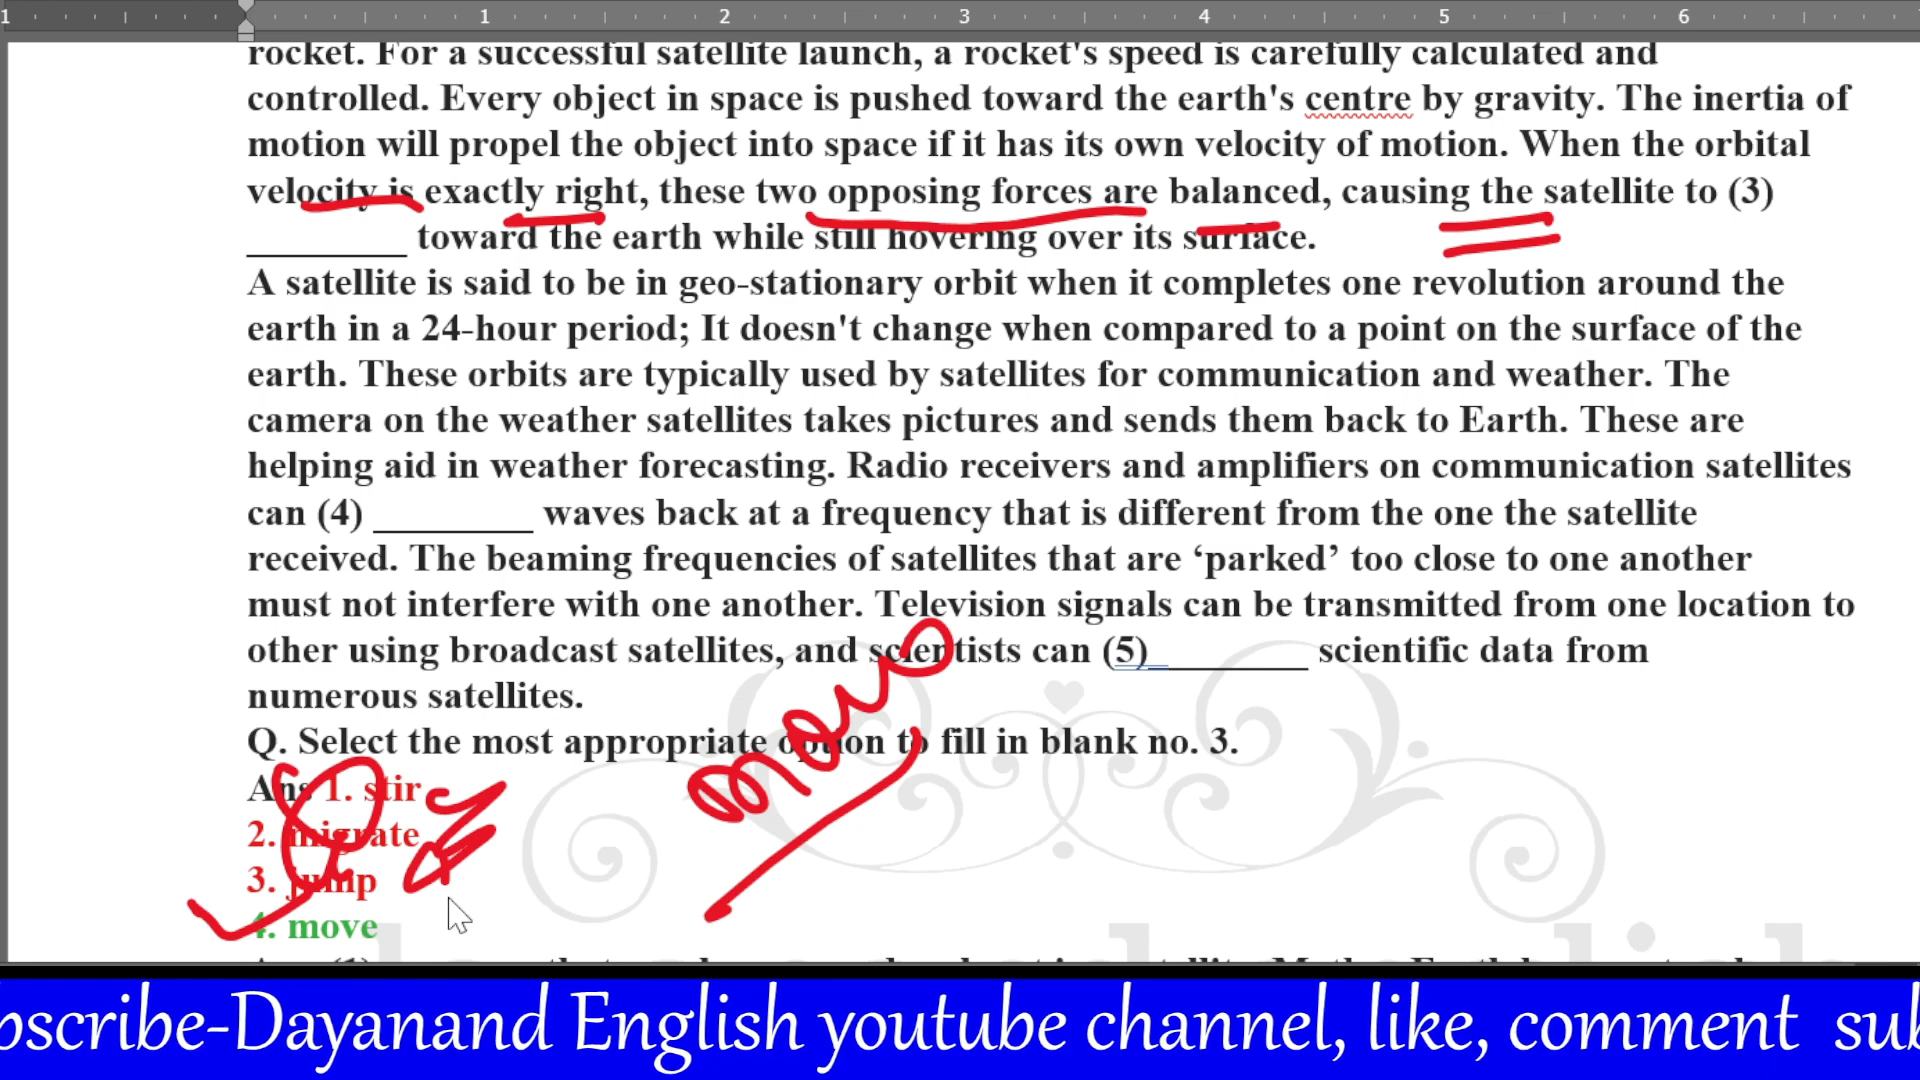 1 1 2 3 4 5 6
rocket. For a successful satellite launch, a rocket's speed is carefully calculated and
controlled. Every object in space is pushed toward the earth's centre by gravity. The inertia of
motion will propel the object into space if it has its own velocity of motion. When the orbital
velocity is exactly right, these two opposing forces are balanced, causing the satellite to (3)
________ toward the earth while still hovering over its surface.
A satellite is said to be in geo-stationary orbit when it completes one revolution around the
earth in a 24-hour period; It doesn't change when compared to a point on the surface of the
earth. These orbits are typically used by satellites for communication and weather. The
camera on the weather satellites takes pictures and sends them back to Earth. These are
helping aid in weather forecasting. Radio receivers and amplifiers on communication satellites
can (4) ________ waves back at a frequency that is different from the one the satellite
received. The beaming frequencies of satellites that are ‘parked’ too close to one another
must not interfere with one another. Television signals can be transmitted from one location to
other using broadcast satellites, and scientists can (5)________ scientific data from
numerous satellites.
Q. Select the most appropriate option to fill in blank no. 3.
Ans 1. stir
2. migrate
3. jump
4. move
bscribe-Dayanand English youtube channel, like, comment sub